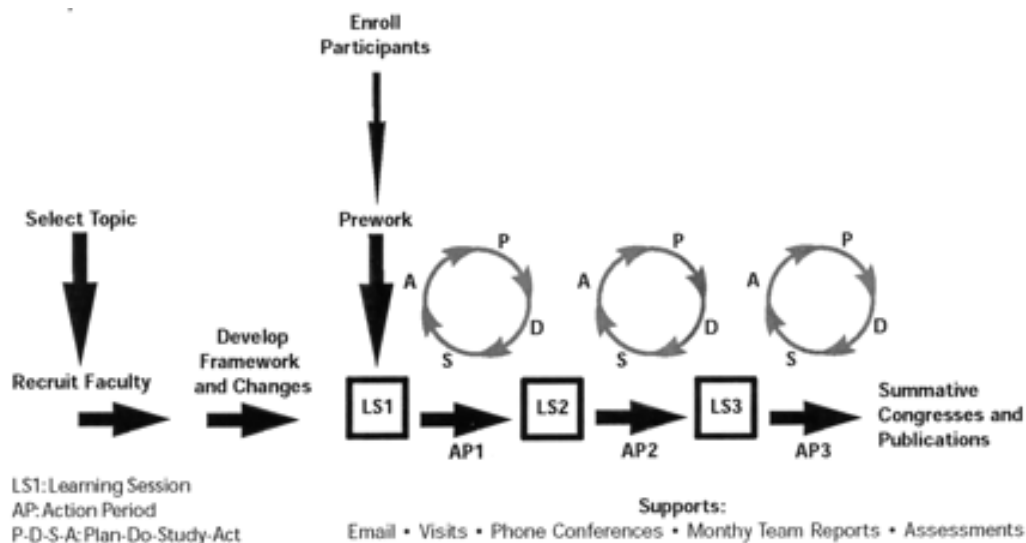 Enroll
Participants
Select Topic
Prework
P
A
D
S
P
A
D
S
P
A
D
S
Develop
Framework
and Changes
Recruit Faculty
LS1
LS2
LS3
AP1
AP2
AP3
Summative
Congresses and
Publications
LS1: Learning Session
AP: Action Period
P-D-S-A: Plan-Do-Study-Act
Supports:
Email • Visits • Phone Conferences • Monthy Team Reports • Assessments